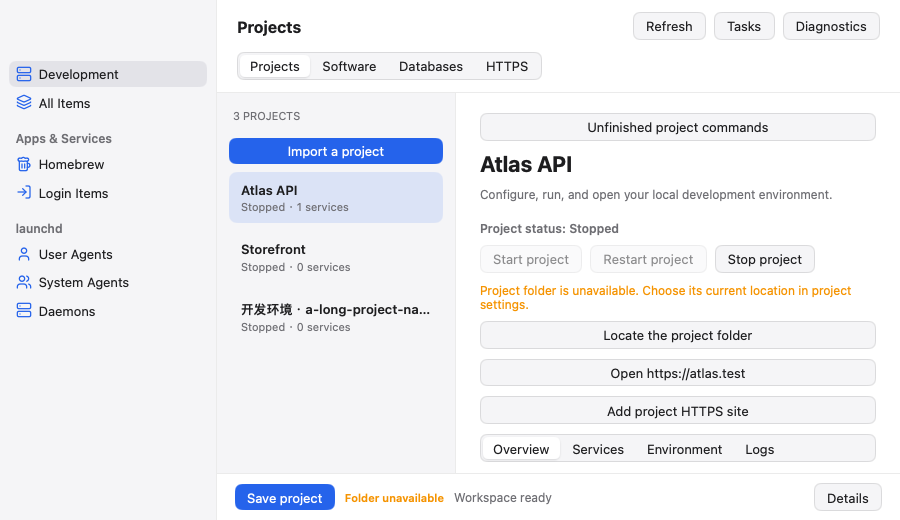 Projects
Refresh
Tasks
Diagnostics
Projects
Software
Databases
HTTPS
Development
All Items
Apps & Services
Homebrew
Login Items
launchd
User Agents
System Agents
Daemons
3 PROJECTS
Import a project
Atlas API
Stopped · 1 services
Storefront
Stopped · 0 services
开发环境 · a-long-project-na...
Stopped · 0 services
Unfinished project commands
Atlas API
Configure, run, and open your local development environment.
Project status: Stopped
Start project
Restart project
Stop project
Project folder is unavailable. Choose its current location in project
settings.
Locate the project folder
Open https://atlas.test
Add project HTTPS site
Overview
Services
Environment
Logs
Save project
Folder unavailable
Workspace ready
Details